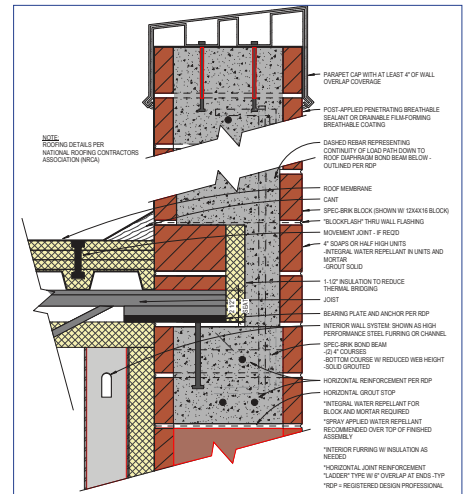 PARAPET CAP WITH AT LEAST 4" OF WALL
OVERLAP COVERAGE
POST-APPLIED PENETRATING BREATHABLE
SEALANT OR DRAINABLE FILM-FORMING
BREATHABLE COATING
NOTE:
ROOFING DETAILS PER
NATIONAL ROOFING CONTRACTORS
ASSOCIATION (NRCA)
DASHED REBAR REPRESENTING
CONTINUITY OF LOAD PATH DOWN TO
ROOF DIAPHRAGM BOND BEAM BELOW -
OUTLINED PER RDP
ROOF MEMBRANE
CANT
SPEC-BRIK BLOCK (SHOWN W/ 12X4X16 BLOCK)
"BLOCKFLASH" THRU WALL FLASHING
MOVEMENT JOINT - IF REQ'D
4" SOAPS OR HALF HIGH UNITS
-INTEGRAL WATER REPELLANT IN UNITS AND
MORTAR
-GROUT SOLID
1-1/2" INSULATION TO REDUCE
THERMAL BRIDGING
JOIST
BEARING PLATE AND ANCHOR PER RDP
INTERIOR WALL SYSTEM: SHOWN AS HIGH
PERFORMANCE STEEL FURRING OR CHANNEL
SPEC-BRIK BOND BEAM
-(2) 4" COURSES
-BOTTOM COURSE W/ REDUCED WEB HEIGHT
-SOLID GROUTED
HORIZONTAL REINFORCEMENT PER RDP
HORIZONTAL GROUT STOP
*INTEGRAL WATER REPELLANT FOR
BLOCK AND MORTAR REQUIRED
*SPRAY APPLIED WATER REPELLANT
RECOMMENDED OVER TOP OF FINISHED
ASSEMBLY
*INTERIOR FURRING W/ INSULATION AS
NEEDED
*HORIZONTAL JOINT REINFORCEMENT
"LADDER" TYPE W/ 6" OVERLAP AT ENDS -TYP
*RDP = REGISTERED DESIGN PROFESSIONAL